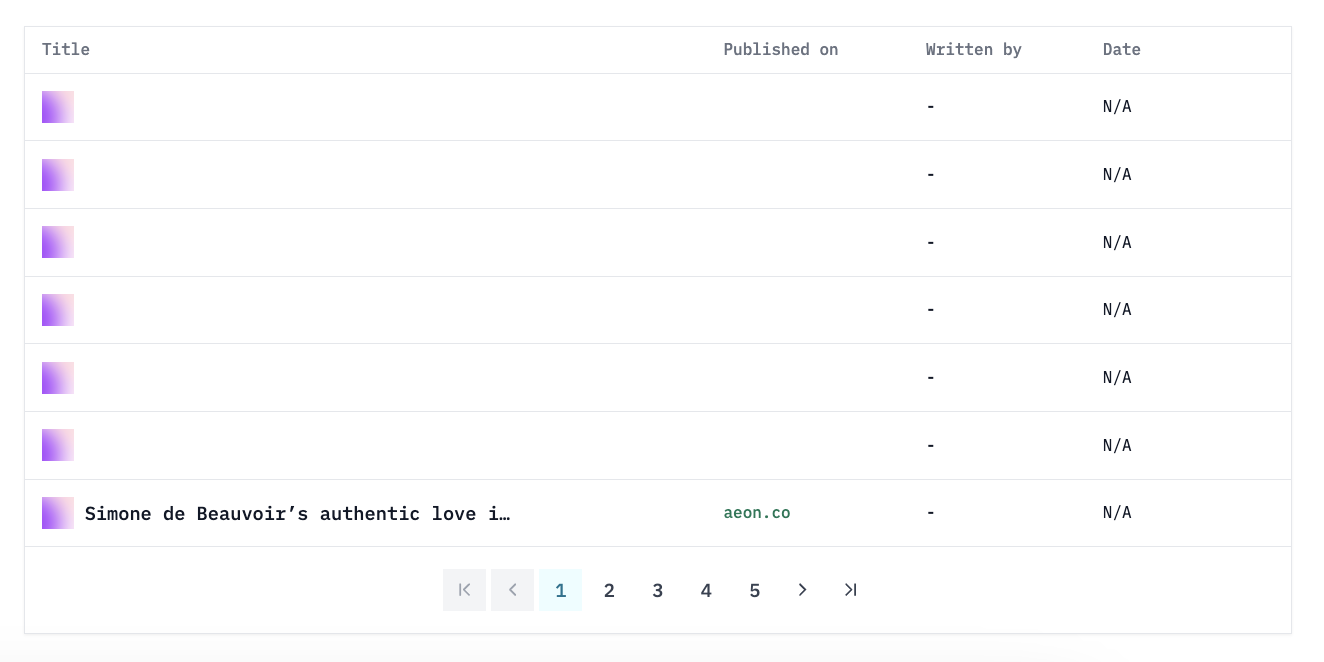 Title Published on Written by Date
- N/A
- N/A
- N/A
- N/A
- N/A
- N/A
Simone de Beauvoir’s authentic love i… aeon.co - N/A
1 2 3 4 5